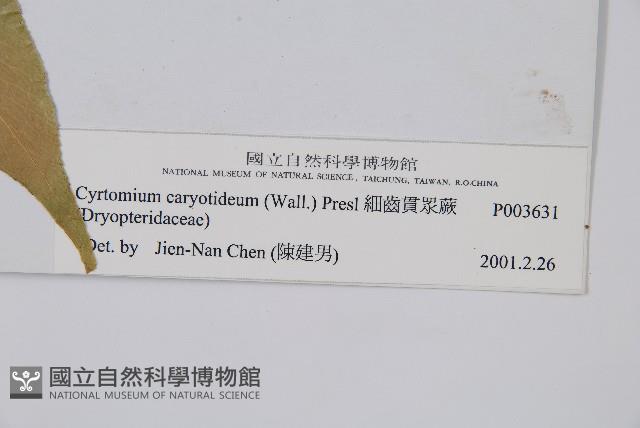 國立自然科學博物館
NATIONAL MUSEUM OF NATURAL SCIENCE, TAICHUNG, TAIWAN, R.O.CHINA
Cyrtomium caryotideum (Wall.) Presl 細齒貫眾蕨 P003631
(Dryopteridaceae)
Det. by Jien-Nan Chen (陳建男) 2001.2.26
國立自然科學博物館
NATIONAL MUSEUM OF NATURAL SCIENCE